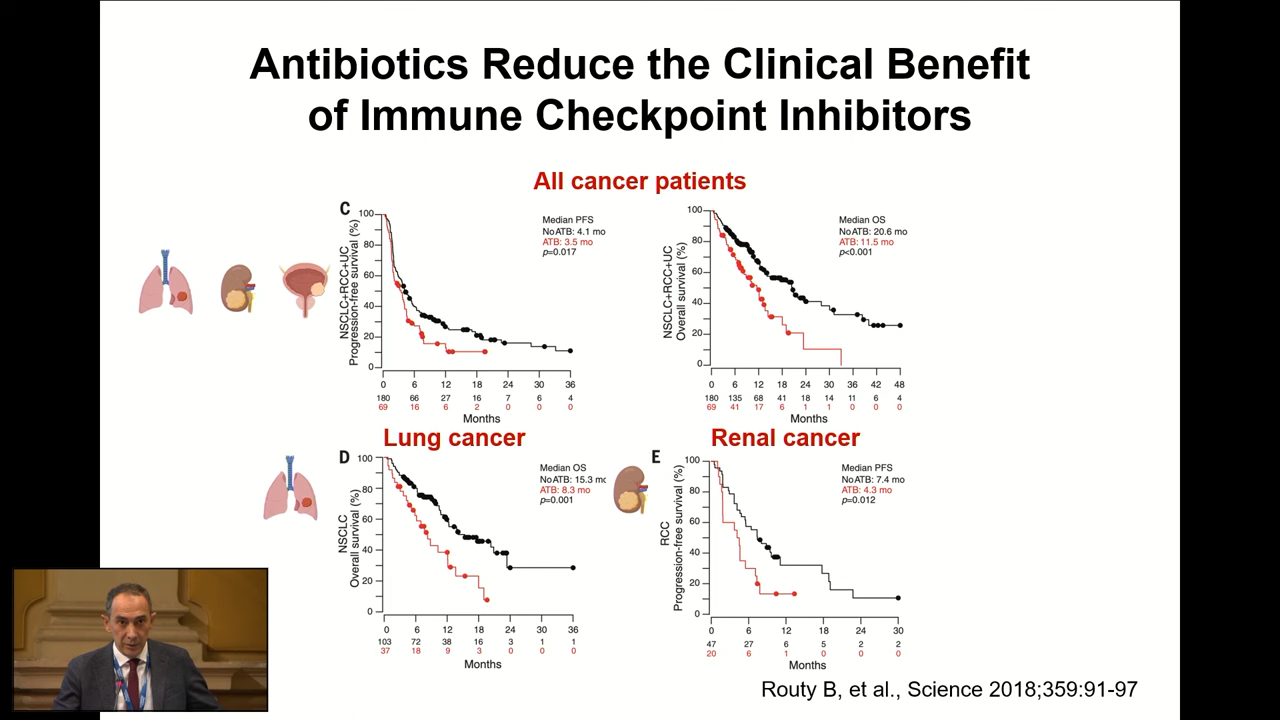 Antibiotics Reduce the Clinical Benefit
of Immune Checkpoint Inhibitors
All cancer patients
C
NSCLC+RCC+UC
Progression-free survival (%)
100
80
60
40
20
0
Median PFS
NoATB: 4.1 mo
ATB: 3.5 mo
p=0.017
0 6 12 18 24 30 36
180 66 27 16 7 6 4
69 16 6 2 0 0 0
Months
NSCLC+RCC+UC
Overall survival (%)
100
80
60
40
20
0
Median OS
NoATB: 20.6 mo
ATB: 11.5 mo
p<0.001
0 6 12 18 24 30 36 42 48
180 135 68 41 18 14 11 6 4
69 41 17 6 1 1 0 0 0
Months
Lung cancer
D
NSCLC
Overall survival (%)
100
80
60
40
20
0
Median OS
NoATB: 15.3 mo
ATB: 8.3 mo
p=0.001
0 6 12 18 24 30 36
103 72 38 16 3 1 1
37 18 9 3 0 0 0
Months
Renal cancer
E
RCC
Progression-free survival (%)
100
80
60
40
20
0
Median PFS
NoATB: 7.4 mo
ATB: 4.3 mo
p=0.012
0 6 12 18 24 30
47 27 6 5 2 2
20 6 1 0 0 0
Months
Routy B, et al., Science 2018;359:91-97